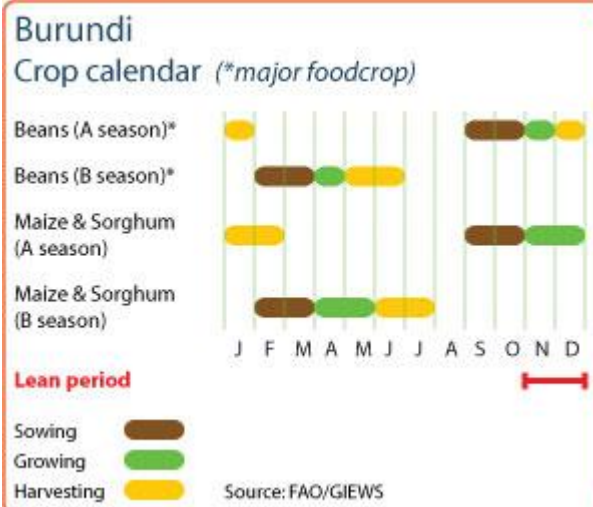 Burundi
Crop calendar (*major foodcrop)
Beans (A season)*
Beans (B season)*
Maize & Sorghum
(A season)
Maize & Sorghum
(B season)
J F M A M J J A S O N D
Lean period
Sowing
Growing
Harvesting
Source: FAO/GIEWS